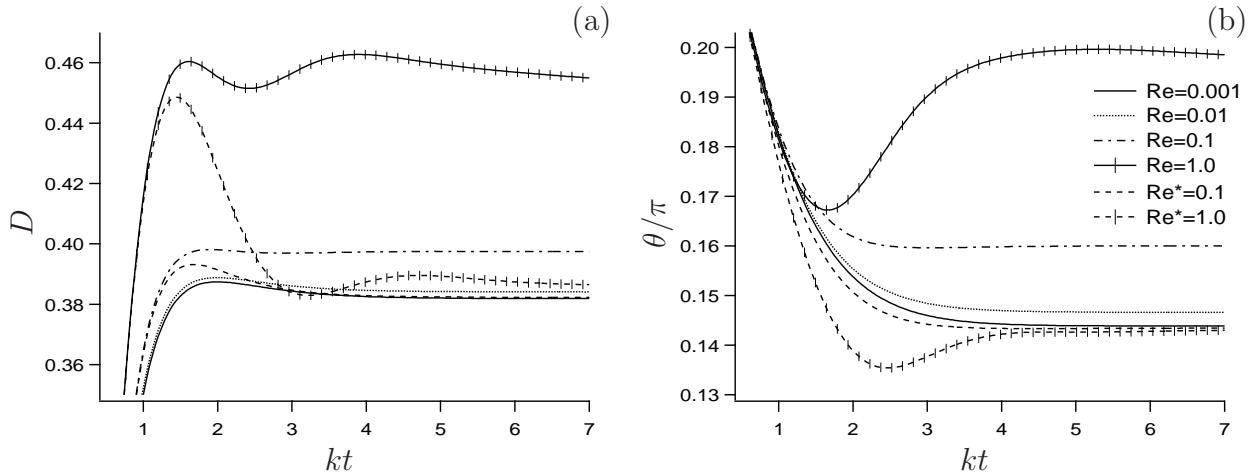 (a)
0.46
0.44
0.42
0.40
0.38
0.36
D
1 2 3 4 5 6 7
kt
(b)
0.20
0.19
0.18
0.17
0.16
0.15
0.14
0.13
θ/π
Re=0.001
Re=0.01
Re=0.1
Re=1.0
Re*=0.1
Re*=1.0
1 2 3 4 5 6 7
kt